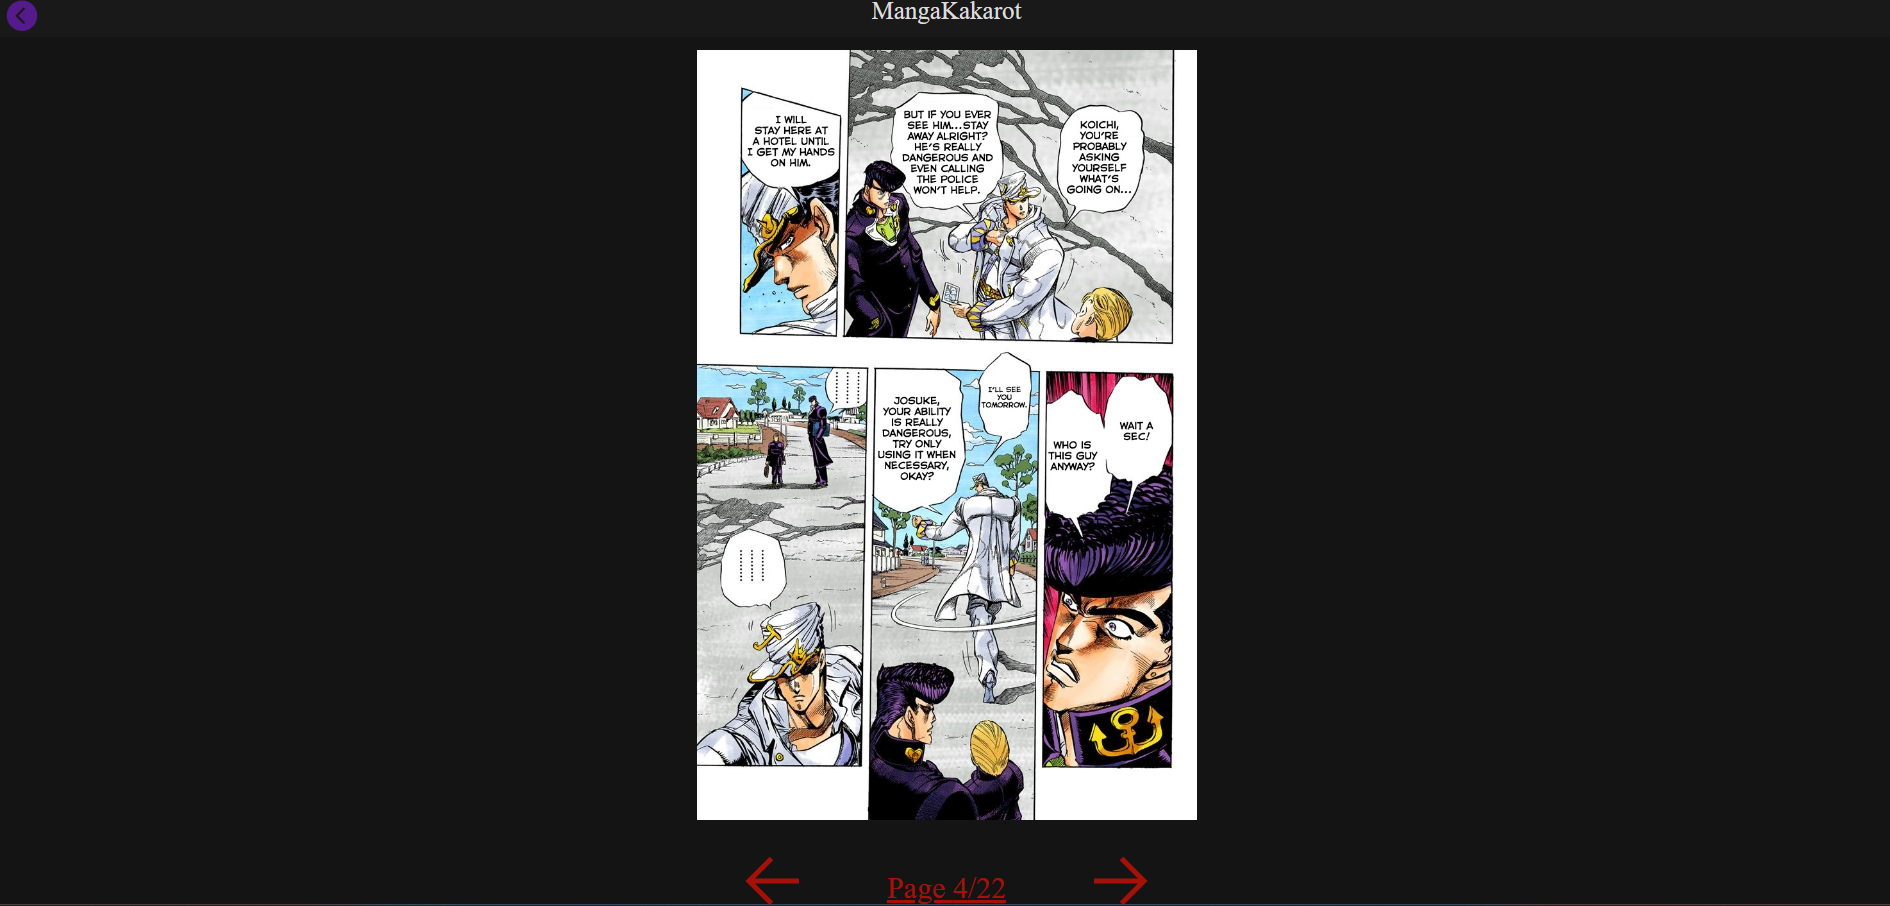 MangaKakarot
KOICHI,
YOU'RE
PROBABLY
ASKING
YOURSELF
WHAT'S
GOING ON...
BUT IF YOU EVER
SEE HIM...STAY
AWAY ALRIGHT?
HE'S REALLY
DANGEROUS AND
EVEN CALLING
THE POLICE
WON'T HELP.
I WILL
STAY HERE AT
A HOTEL UNTIL
I GET MY HANDS
ON HIM.
WAIT A
SEC!
WHO IS
THIS GUY
ANYWAY?
I'LL SEE
YOU
TOMORROW.
JOSUKE,
YOUR ABILITY
IS REALLY
DANGEROUS,
TRY ONLY
USING IT WHEN
NECESSARY,
OKAY?
Page 4/22